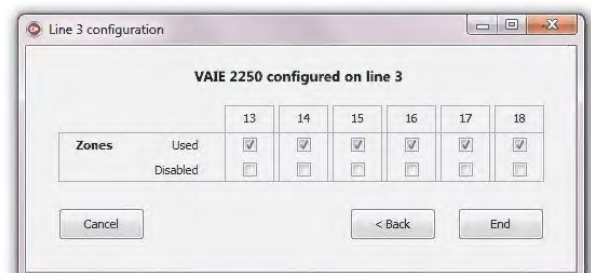 Line 3 configuration
VAIE 2250 configured on line 3
13 14 15 16 17 18
Zones Used
Disabled
Cancel < Back End